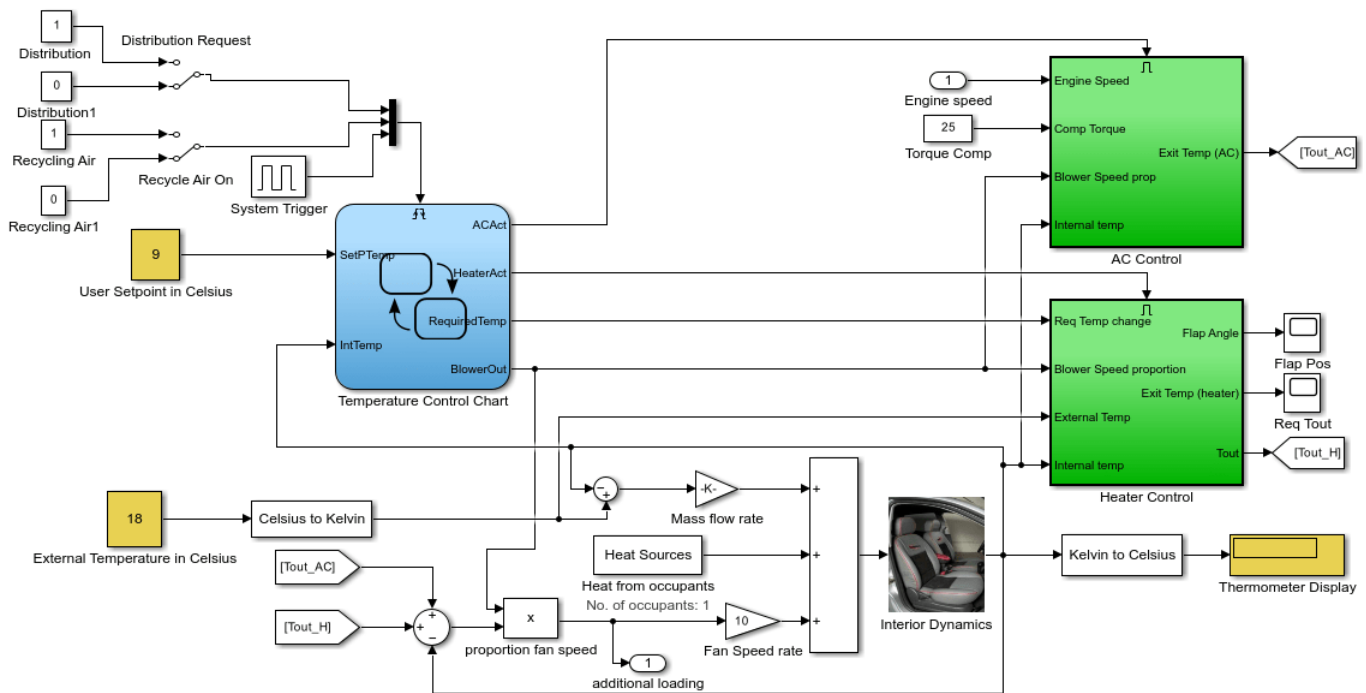 1
Distribution
Distribution Request
0
Distribution1
1
Recycling Air
0
Recycling Air1
Recycle Air On
System Trigger
9
User Setpoint in Celsius
SetPTemp
IntTemp
ACAct
HeaterAct
RequiredTemp
BlowerOut
Temperature Control Chart
1
Engine speed
25
Torque Comp
Engine Speed
Comp Torque
Blower Speed prop
Internal temp
Exit Temp (AC)
AC Control
[Tout_AC]
Req Temp change
Blower Speed proportion
External Temp
Internal temp
Flap Angle
Exit Temp (heater)
Tout
Heater Control
Flap Pos
Req Tout
[Tout_H]
18
External Temperature in Celsius
Celsius to Kelvin
−
+
-K-
Mass flow rate
Heat Sources
Heat from occupants
No. of occupants: 1
[Tout_AC]
[Tout_H]
+
+
−
x
proportion fan speed
1
additional loading
10
Fan Speed rate
+
+
+
Interior Dynamics
Kelvin to Celsius
Thermometer Display